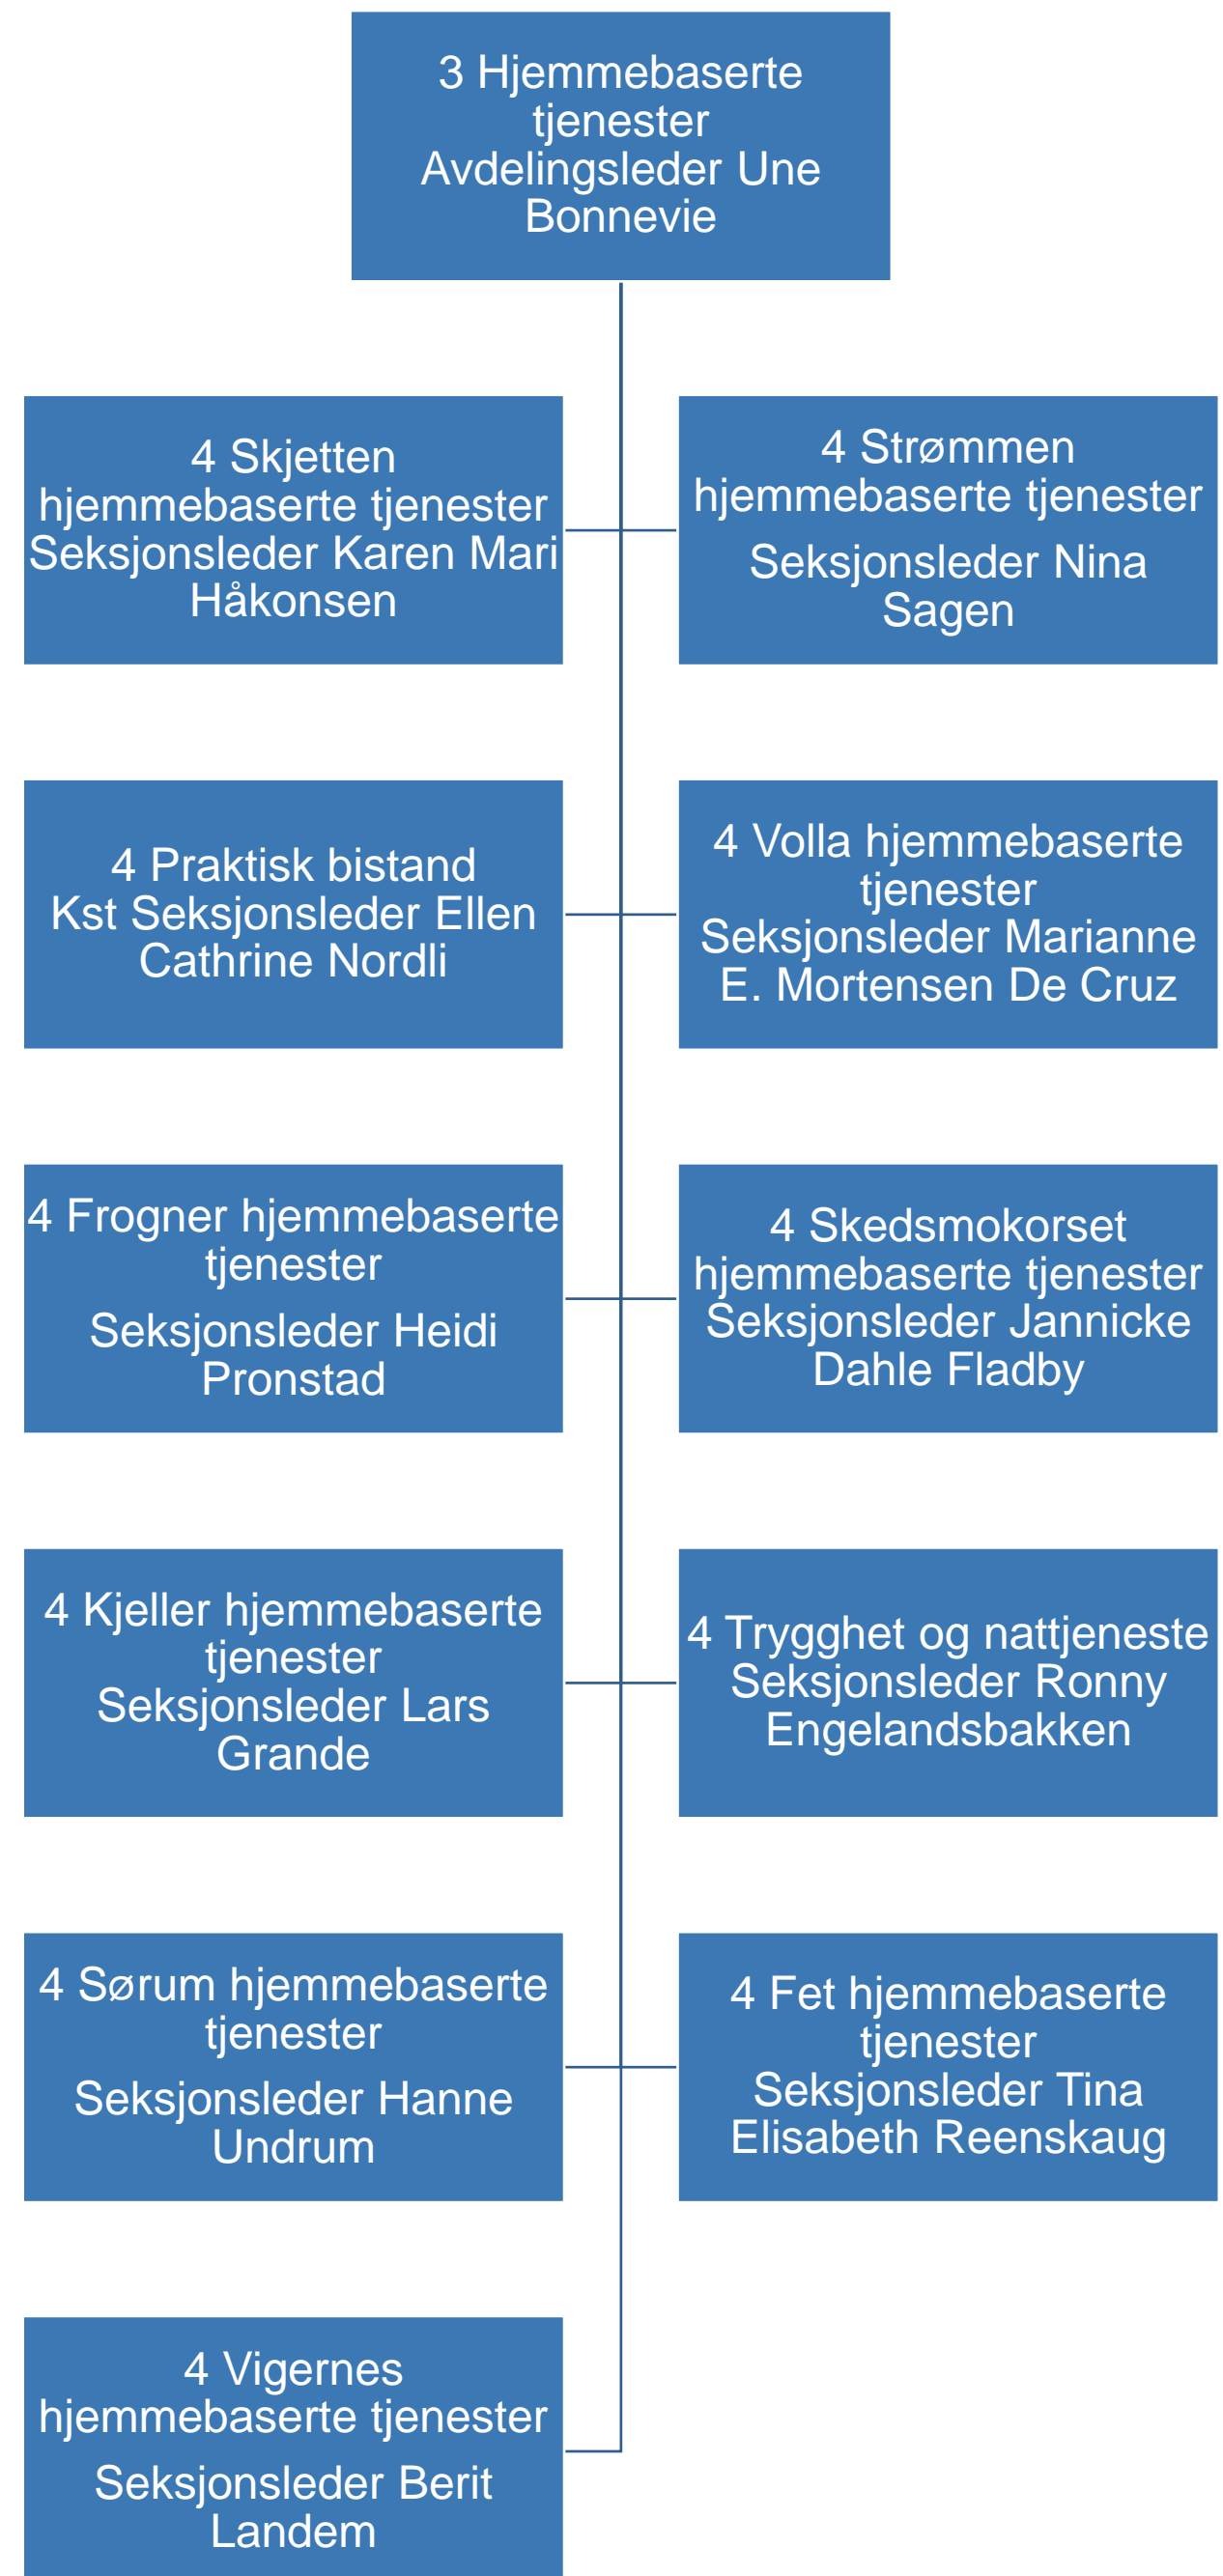 3 Hjemmebaserte
tjenester
Avdelingsleder Une
Bonnevie
4 Skjetten
hjemmebaserte tjenester
Seksjonsleder Karen Mari
Håkonsen
4 Strømmen
hjemmebaserte tjenester
Seksjonsleder Nina
Sagen
4 Praktisk bistand
Kst Seksjonsleder Ellen
Cathrine Nordli
4 Volla hjemmebaserte
tjenester
Seksjonsleder Marianne
E. Mortensen De Cruz
4 Frogner hjemmebaserte
tjenester
Seksjonsleder Heidi
Pronstad
4 Skedsmokorset
hjemmebaserte tjenester
Seksjonsleder Jannicke
Dahle Fladby
4 Kjeller hjemmebaserte
tjenester
Seksjonsleder Lars
Grande
4 Trygghet og nattjeneste
Seksjonsleder Ronny
Engelandsbakken
4 Sørum hjemmebaserte
tjenester
Seksjonsleder Hanne
Undrum
4 Fet hjemmebaserte
tjenester
Seksjonsleder Tina
Elisabeth Reenskaug
4 Vigernes
hjemmebaserte tjenester
Seksjonsleder Berit
Landem